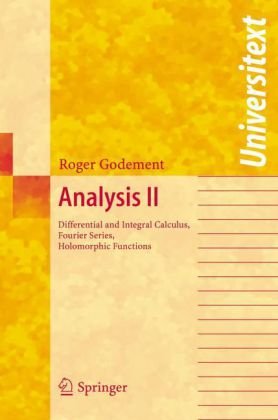 Universitext
Roger Godement
Analysis II
Differential and Integral Calculus,
Fourier Series,
Holomorphic Functions
Springer